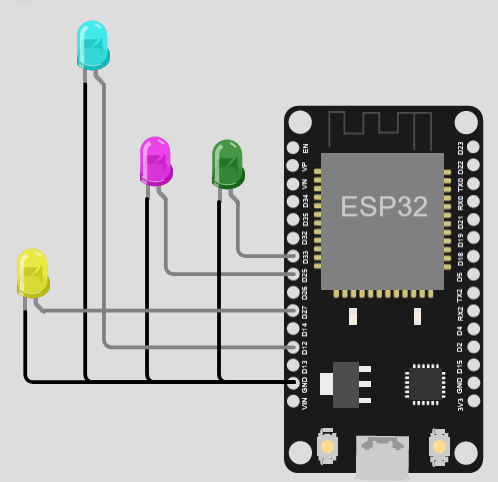 EN
VP
VN
D34
D35
D32
D33
D25
D26
D27
D14
D12
D13
GND
VIN
ESP32
D23
D22
TX0
RX0
D21
D19
D18
D5
TX2
RX2
D4
D2
D15
GND
3V3